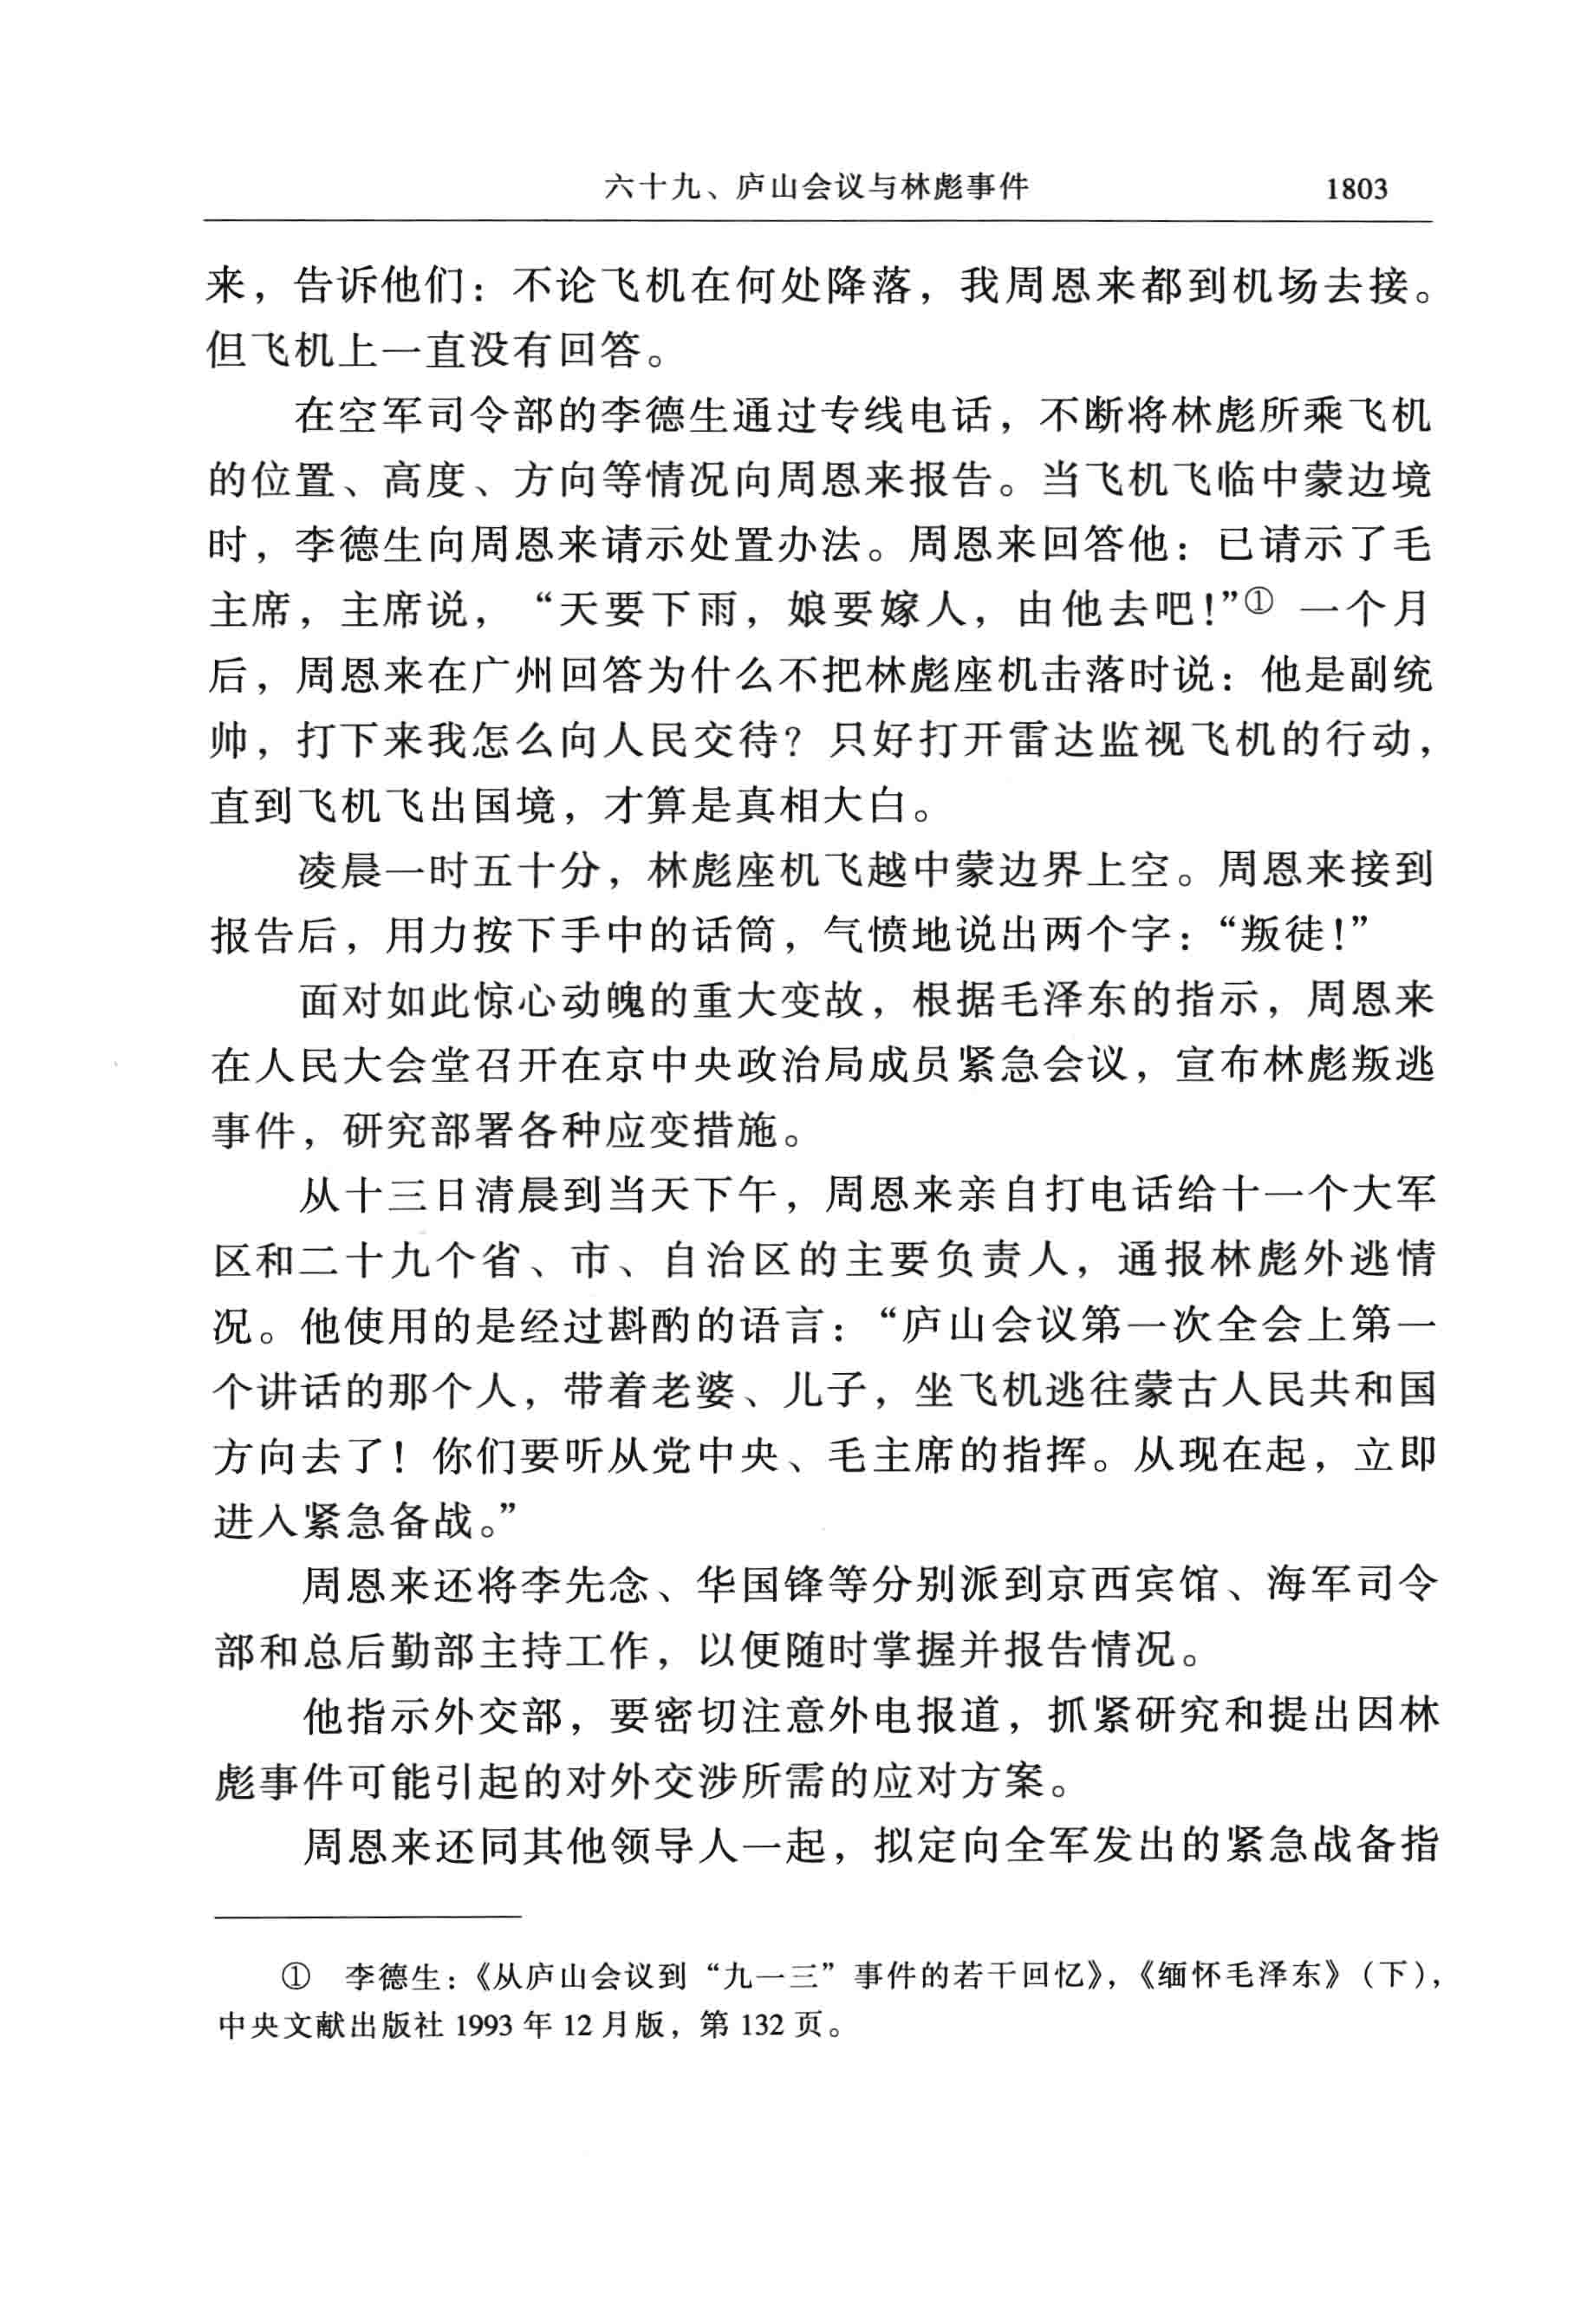 六十九、庐山会议与林彪事件 1803
来，告诉他们：不论飞机在何处降落，我周恩来都到机场去接。
但飞机上一直没有回答。
在空军司令部的李德生通过专线电话，不断将林彪所乘飞机
的位置、高度、方向等情况向周恩来报告。当飞机飞临中蒙边境
时，李德生向周恩来请示处置办法。周恩来回答他：已请示了毛
主席，主席说，“天要下雨，娘要嫁人，由他去吧！”① 一个月
后，周恩来在广州回答为什么不把林彪座机击落时说：他是副统
帅，打下来我怎么向人民交待？只好打开雷达监视飞机的行动，
直到飞机飞出国境，才算是真相大白。
凌晨一时五十分，林彪座机飞越中蒙边界上空。周恩来接到
报告后，用力按下手中的话筒，气愤地说出两个字：“叛徒！”
面对如此惊心动魄的重大变故，根据毛泽东的指示，周恩来
在人民大会堂召开在京中央政治局成员紧急会议，宣布林彪叛逃
事件，研究部署各种应变措施。
从十三日清晨到当天下午，周恩来亲自打电话给十一个大军
区和二十九个省、市、自治区的主要负责人，通报林彪外逃情
况。他使用的是经过斟酌的语言：“庐山会议第一次全会上第一
个讲话的那个人，带着老婆、儿子，坐飞机逃往蒙古人民共和国
方向去了！你们要听从党中央、毛主席的指挥。从现在起，立即
进入紧急备战。”
周恩来还将李先念、华国锋等分别派到京西宾馆、海军司令
部和总后勤部主持工作，以便随时掌握并报告情况。
他指示外交部，要密切注意外电报道，抓紧研究和提出因林
彪事件可能引起的对外交涉所需的应对方案。
周恩来还同其他领导人一起，拟定向全军发出的紧急战备指
① 李德生：《从庐山会议到“九一三”事件的若干回忆》，《缅怀毛泽东》（下），
中央文献出版社 1993 年 12 月版，第 132 页。